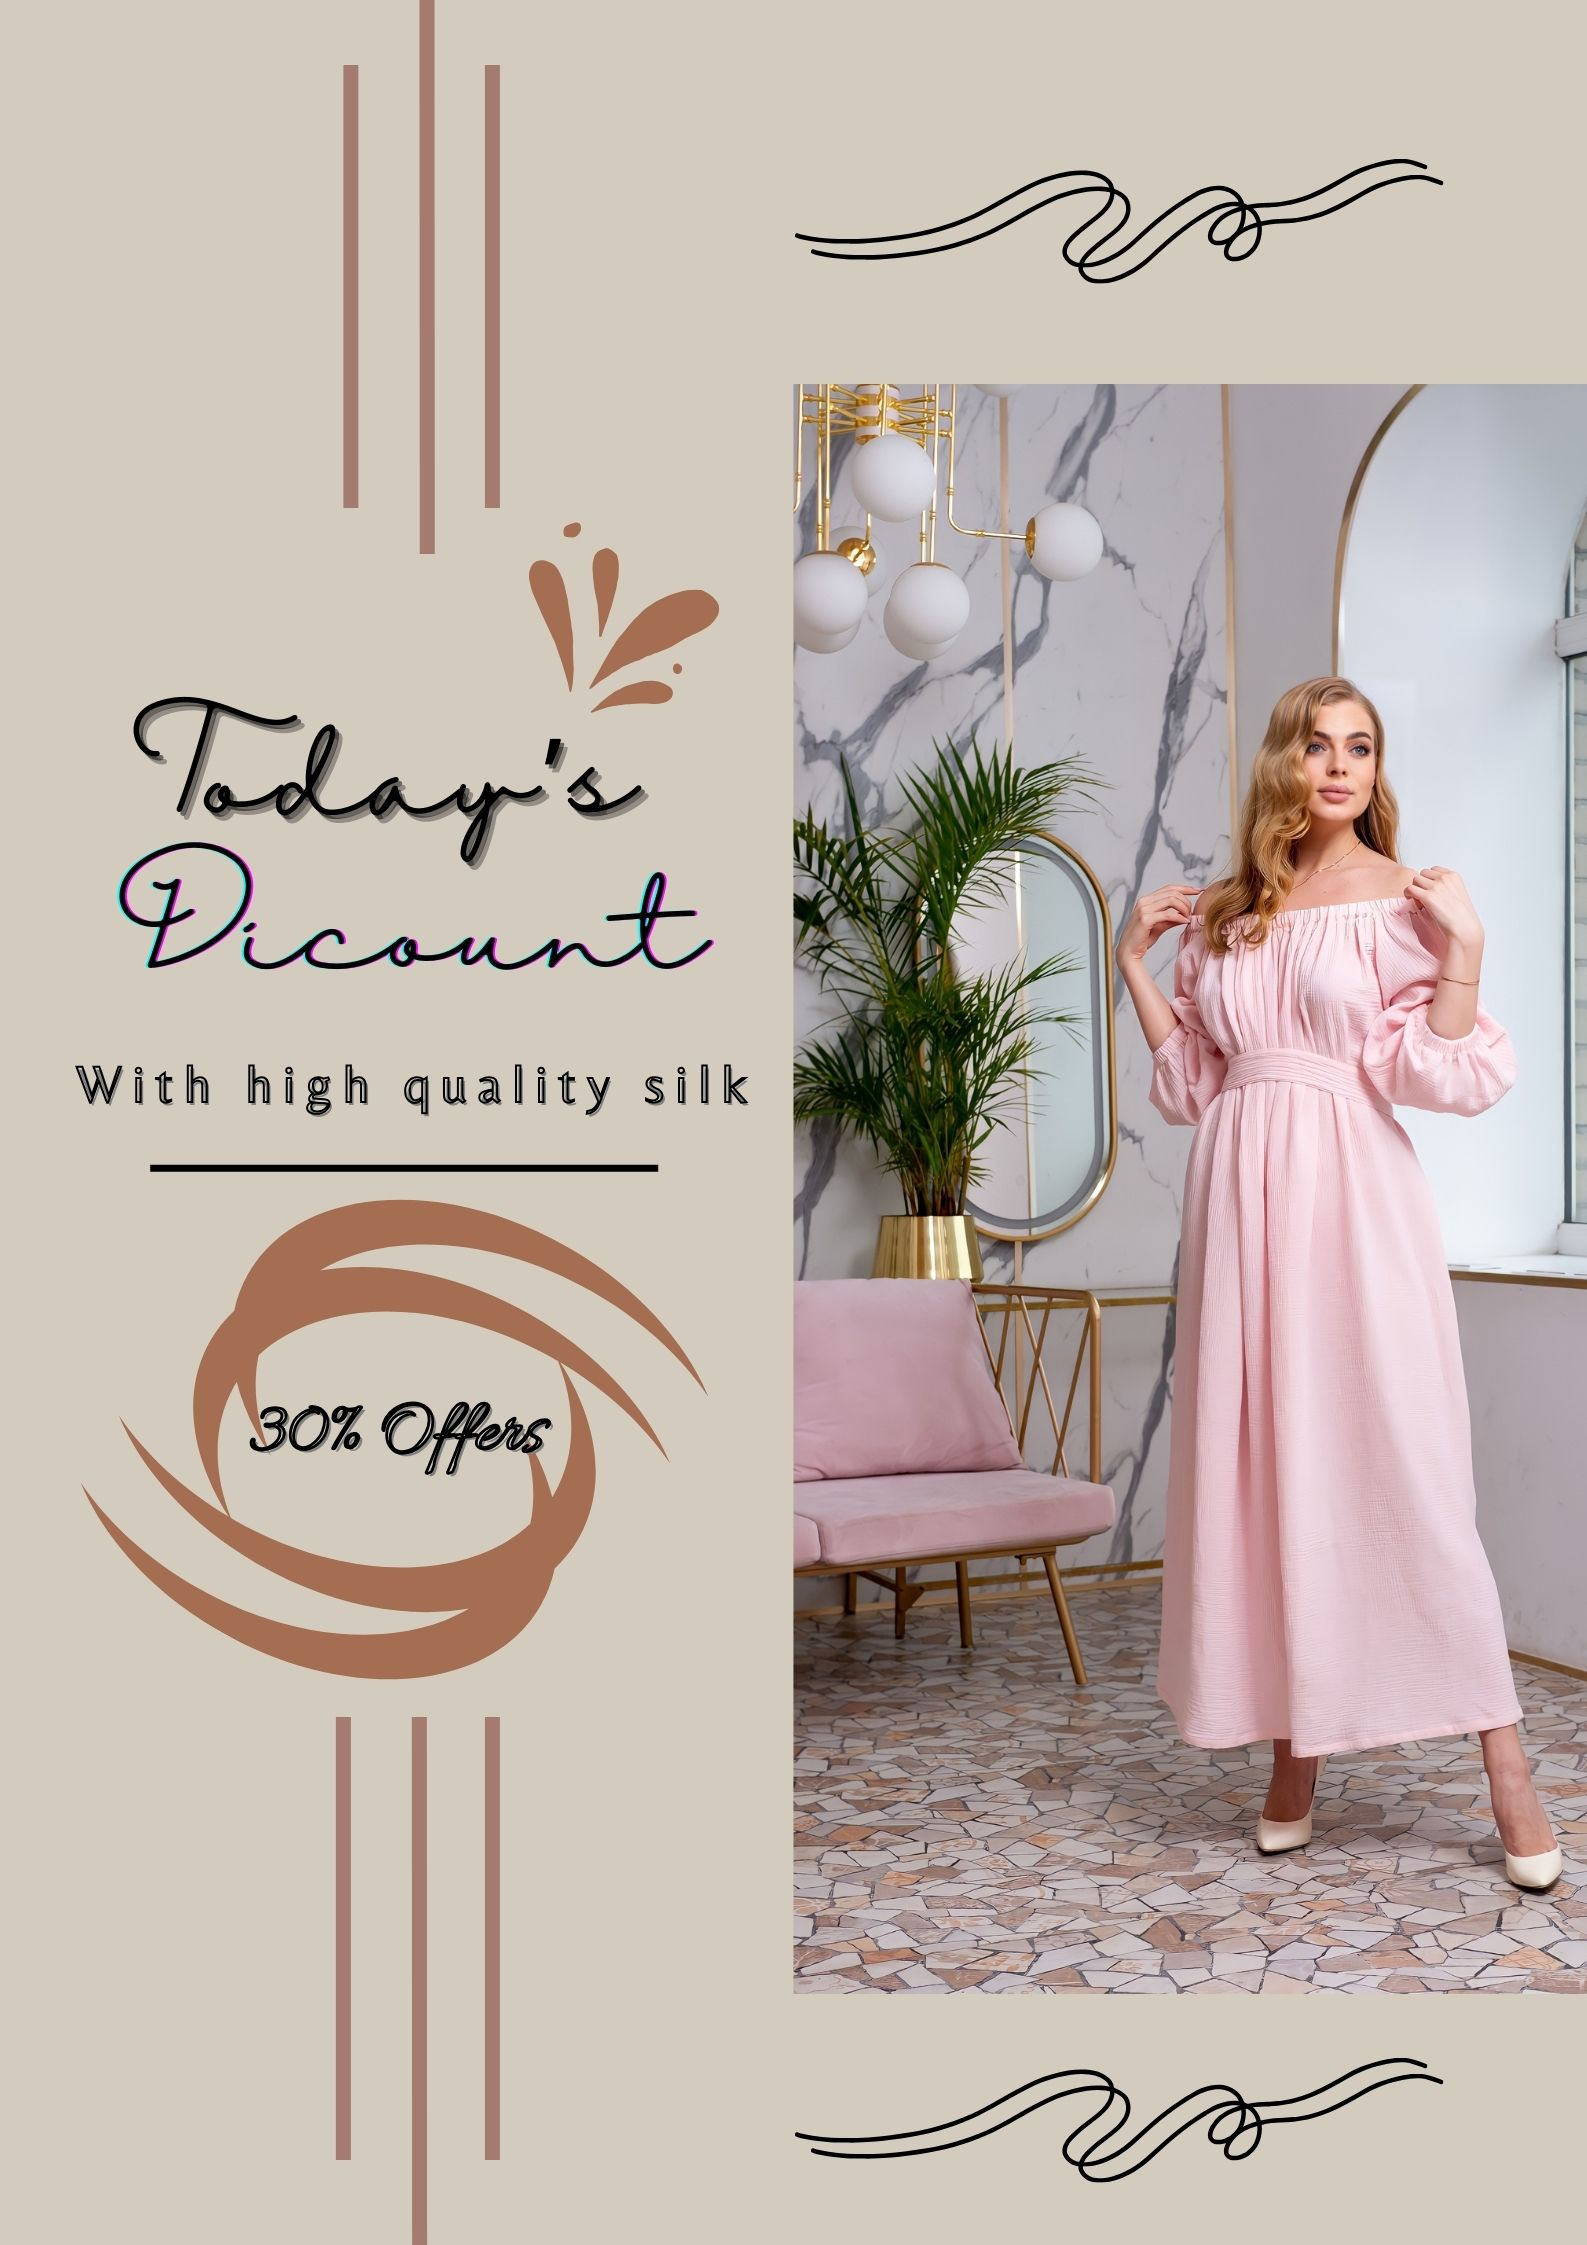 Today's
Dicount
With high quality silk
30% Offers